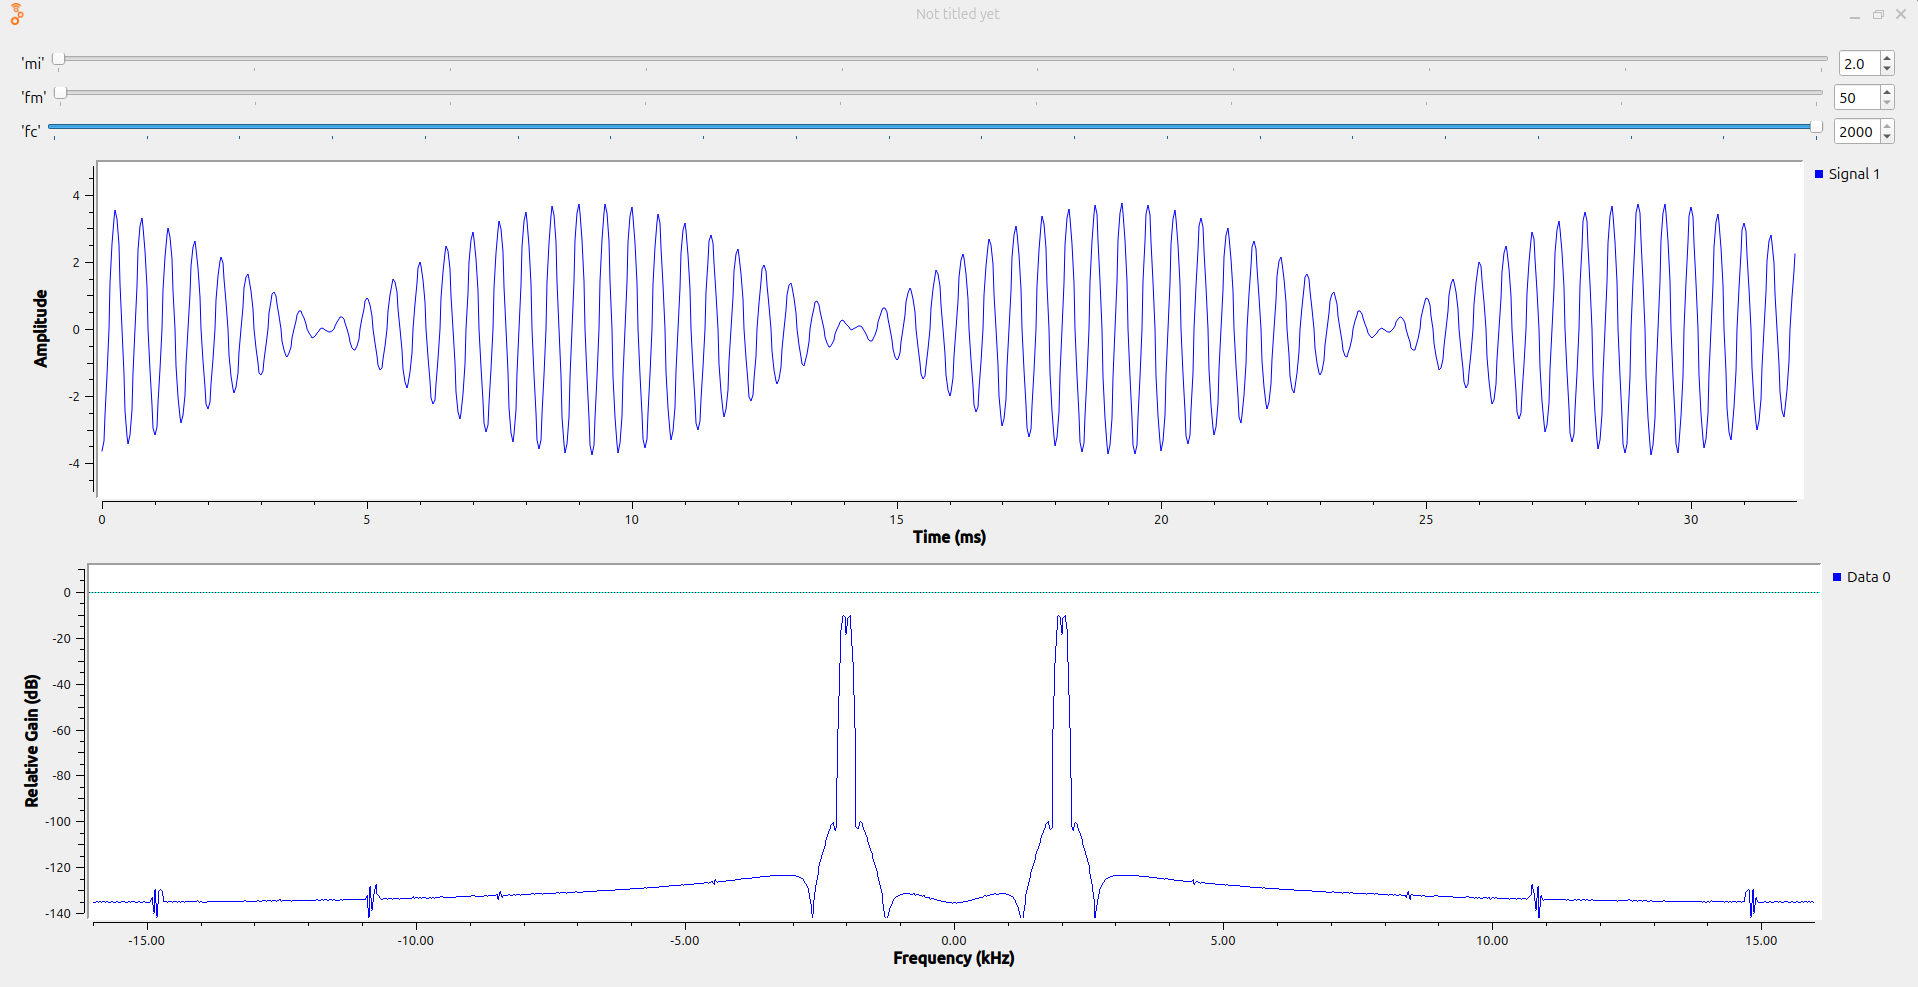 Not titled yet
'mi' 2.0
'fm' 50
'fc' 2000
Signal 1
Amplitude
4
2
0
-2
-4
0 5 10 15 20 25 30
Time (ms)
Data 0
Relative Gain (dB)
0
-20
-40
-60
-80
-100
-120
-140
-15.00 -10.00 -5.00 0.00 5.00 10.00 15.00
Frequency (kHz)